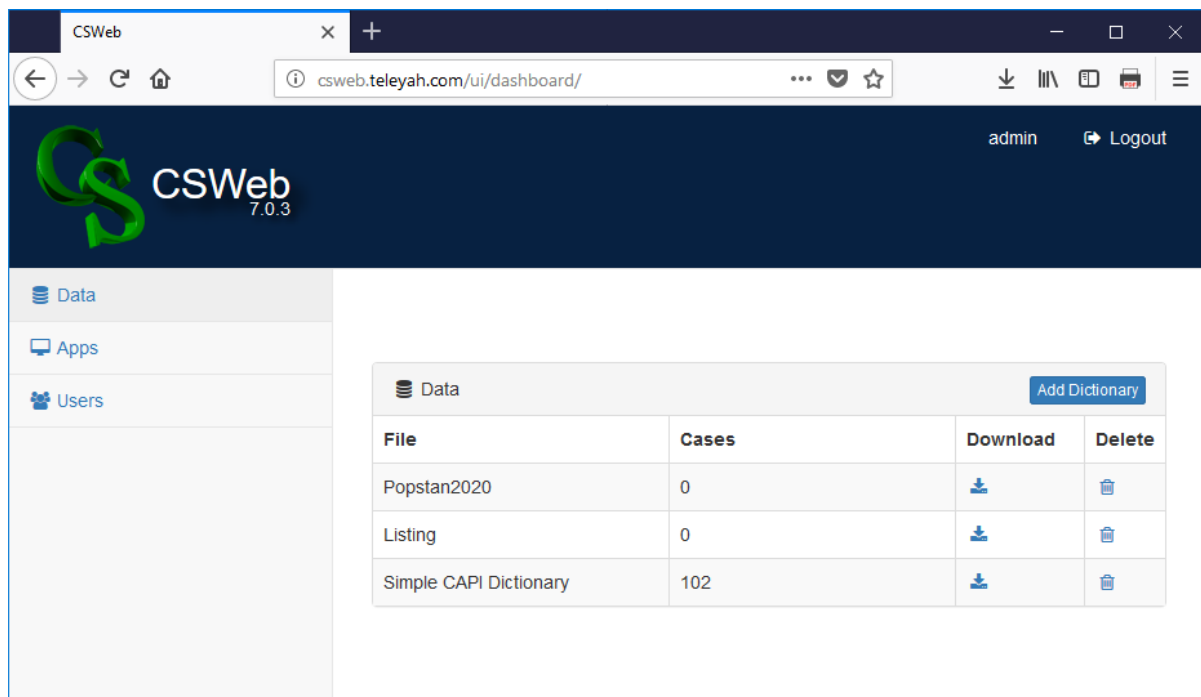 CSWeb
csweb.teleyah.com/ui/dashboard/
admin Logout
CS CSWeb
7.0.3
Data
Apps
Users
Data Add Dictionary
File Cases Download Delete
Popstan2020 0
Listing 0
Simple CAPI Dictionary 102